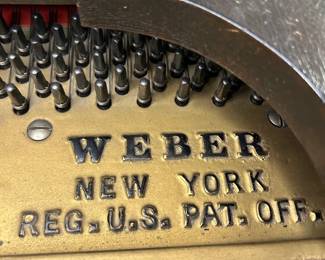 WEBER
NEW YORK
REG. U.S. PAT. OFF.